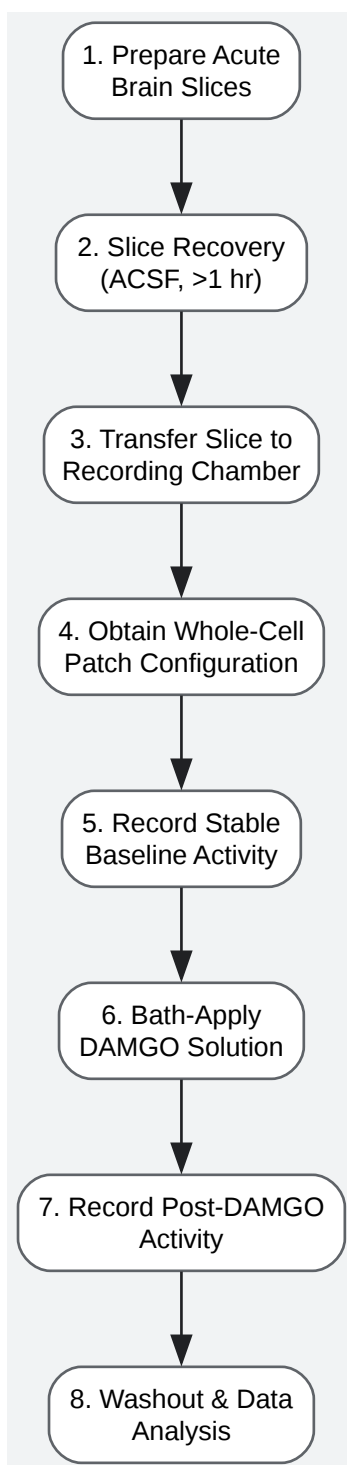 1. Prepare Acute
Brain Slices
2. Slice Recovery
(ACSF, >1 hr)
3. Transfer Slice to
Recording Chamber
4. Obtain Whole-Cell
Patch Configuration
5. Record Stable
Baseline Activity
6. Bath-Apply
DAMGO Solution
7. Record Post-DAMGO
Activity
8. Washout & Data
Analysis